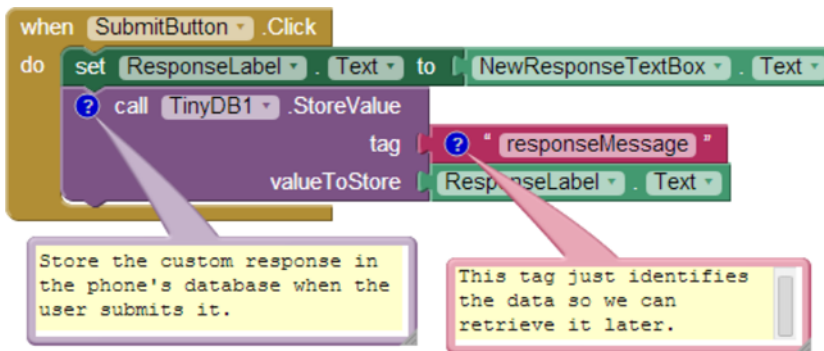 when SubmitButton .Click
do set ResponseLabel . Text to NewResponseTextBox . Text
? call TinyDB1 .StoreValue
tag ? " responseMessage "
valueToStore ResponseLabel . Text
Store the custom response in
the phone's database when the
user submits it.
This tag just identifies
the data so we can
retrieve it later.